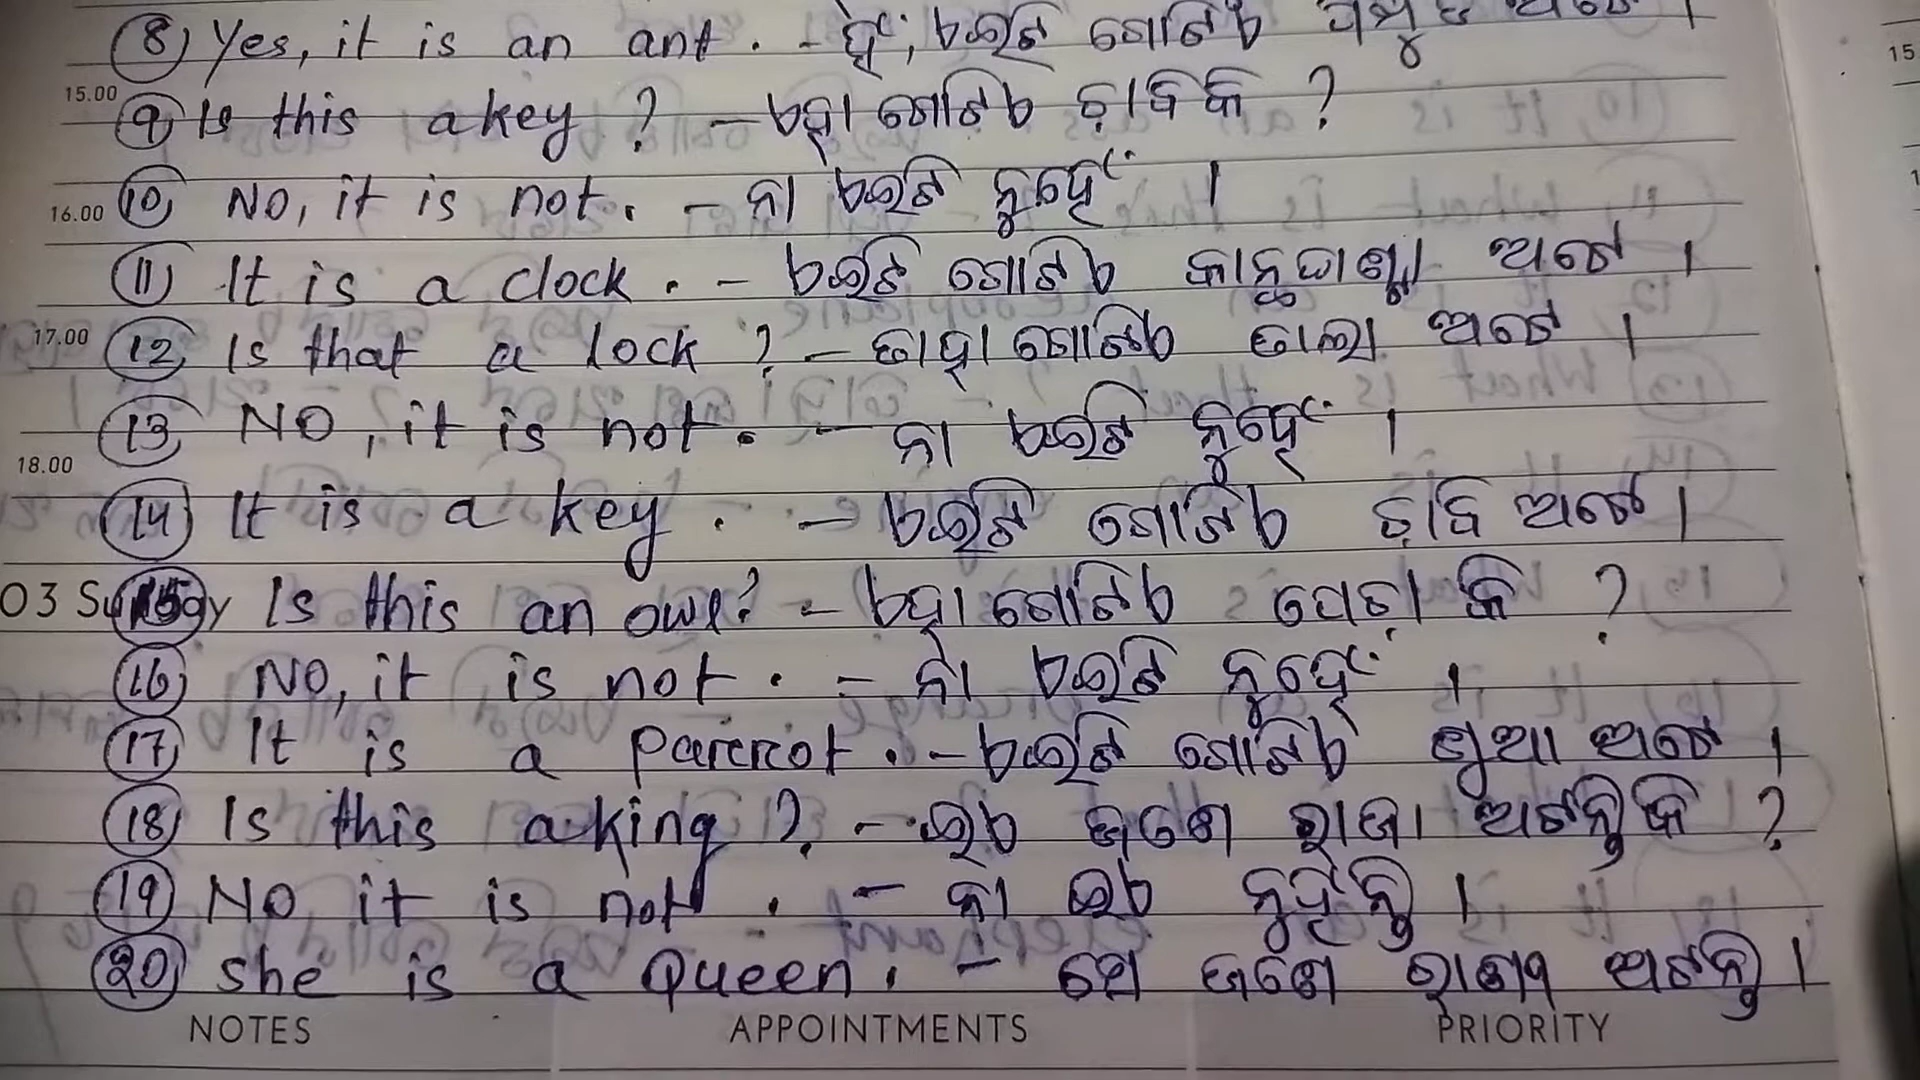 8) Yes, it is an ant. - ହଁ, ଏଇଟି ଗୋଟିଏ
15.00
9) Is this a key ? - ଏହା ଗୋଟିଏ ଚାବିକି ?
16.00 10) NO, it is not. - ନା ଏଇଟି ନୁହେଁ ।
11) It is a clock. - ଏଇଟି ଗୋଟିଏ କାନ୍ଥଘଣ୍ଟା ଅଟେ ।
17.00 12) Is that a lock ? - ତାହା ଗୋଟିଏ ତାଲା ଅଟେ ।
13) NO, it is not. - ନା ଏଇଟି ନୁହେଁ ।
18.00
14) It is a key. - ଏଇଟି ଗୋଟିଏ ଚାବି ଅଟେ ।
03 Sunday 15) Is this an owl? - ଏହା ଗୋଟିଏ ପେଚା କି ?
16) NO, it is not. - ନା ଏଇଟି ନୁହେଁ ।
17) It is a parrot. - ଏଇଟି ଗୋଟିଏ ଶୁଆ ଅଟେ ।
18) Is this a king ? - ଇଏ ଜଣେ ରାଜା ଅଟନ୍ତିକି ?
19) NO it is not. - ନା ଇଏ ନୁହଁନ୍ତି ।
20) She is a Queen. - ସେ ଜଣେ ରାଣୀ ଅଟନ୍ତି ।
NOTES APPOINTMENTS PRIORITY
15